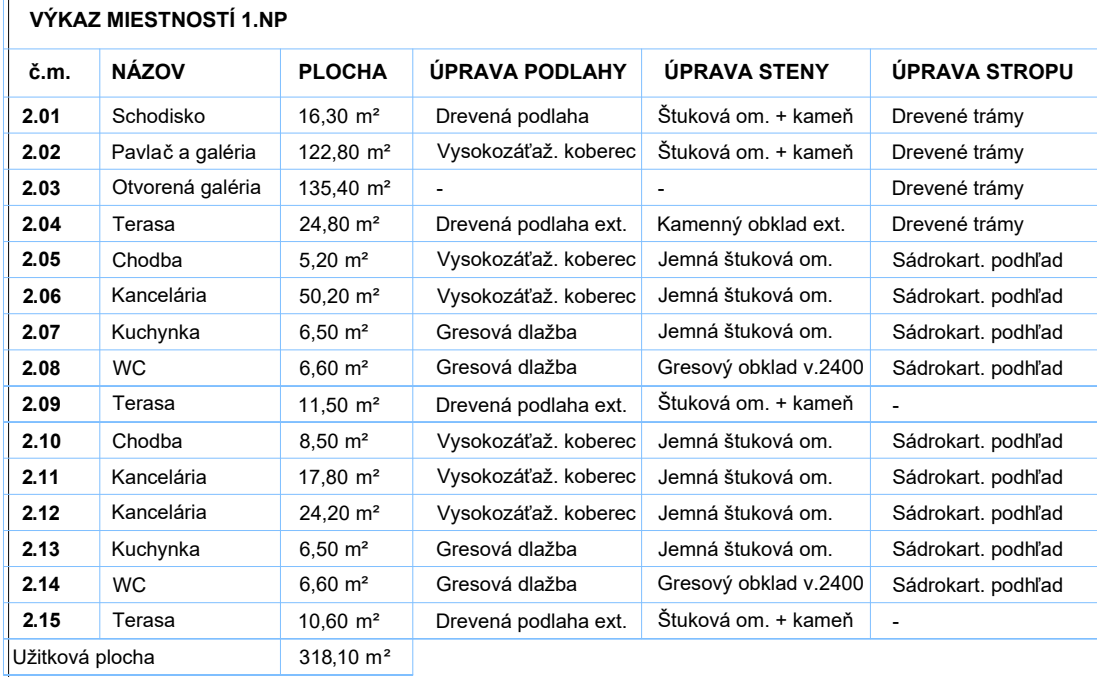 VÝKAZ MIESTNOSTÍ 1.NP
č.m. NÁZOV PLOCHA ÚPRAVA PODLAHY ÚPRAVA STENY ÚPRAVA STROPU
2.01 Schodisko 16,30 m² Drevená podlaha Štuková om. + kameň Drevené trámy
2.02 Pavlač a galéria 122,80 m² Vysokozáťaž. koberec Štuková om. + kameň Drevené trámy
2.03 Otvorená galéria 135,40 m² - - Drevené trámy
2.04 Terasa 24,80 m² Drevená podlaha ext. Kamenný obklad ext. Drevené trámy
2.05 Chodba 5,20 m² Vysokozáťaž. koberec Jemná štuková om. Sádrokart. podhľad
2.06 Kancelária 50,20 m² Vysokozáťaž. koberec Jemná štuková om. Sádrokart. podhľad
2.07 Kuchynka 6,50 m² Gresová dlažba Jemná štuková om. Sádrokart. podhľad
2.08 WC 6,60 m² Gresová dlažba Gresový obklad v.2400 Sádrokart. podhľad
2.09 Terasa 11,50 m² Drevená podlaha ext. Štuková om. + kameň -
2.10 Chodba 8,50 m² Vysokozáťaž. koberec Jemná štuková om. Sádrokart. podhľad
2.11 Kancelária 17,80 m² Vysokozáťaž. koberec Jemná štuková om. Sádrokart. podhľad
2.12 Kancelária 24,20 m² Vysokozáťaž. koberec Jemná štuková om. Sádrokart. podhľad
2.13 Kuchynka 6,50 m² Gresová dlažba Jemná štuková om. Sádrokart. podhľad
2.14 WC 6,60 m² Gresová dlažba Gresový obklad v.2400 Sádrokart. podhľad
2.15 Terasa 10,60 m² Drevená podlaha ext. Štuková om. + kameň -
Užitková plocha 318,10 m²